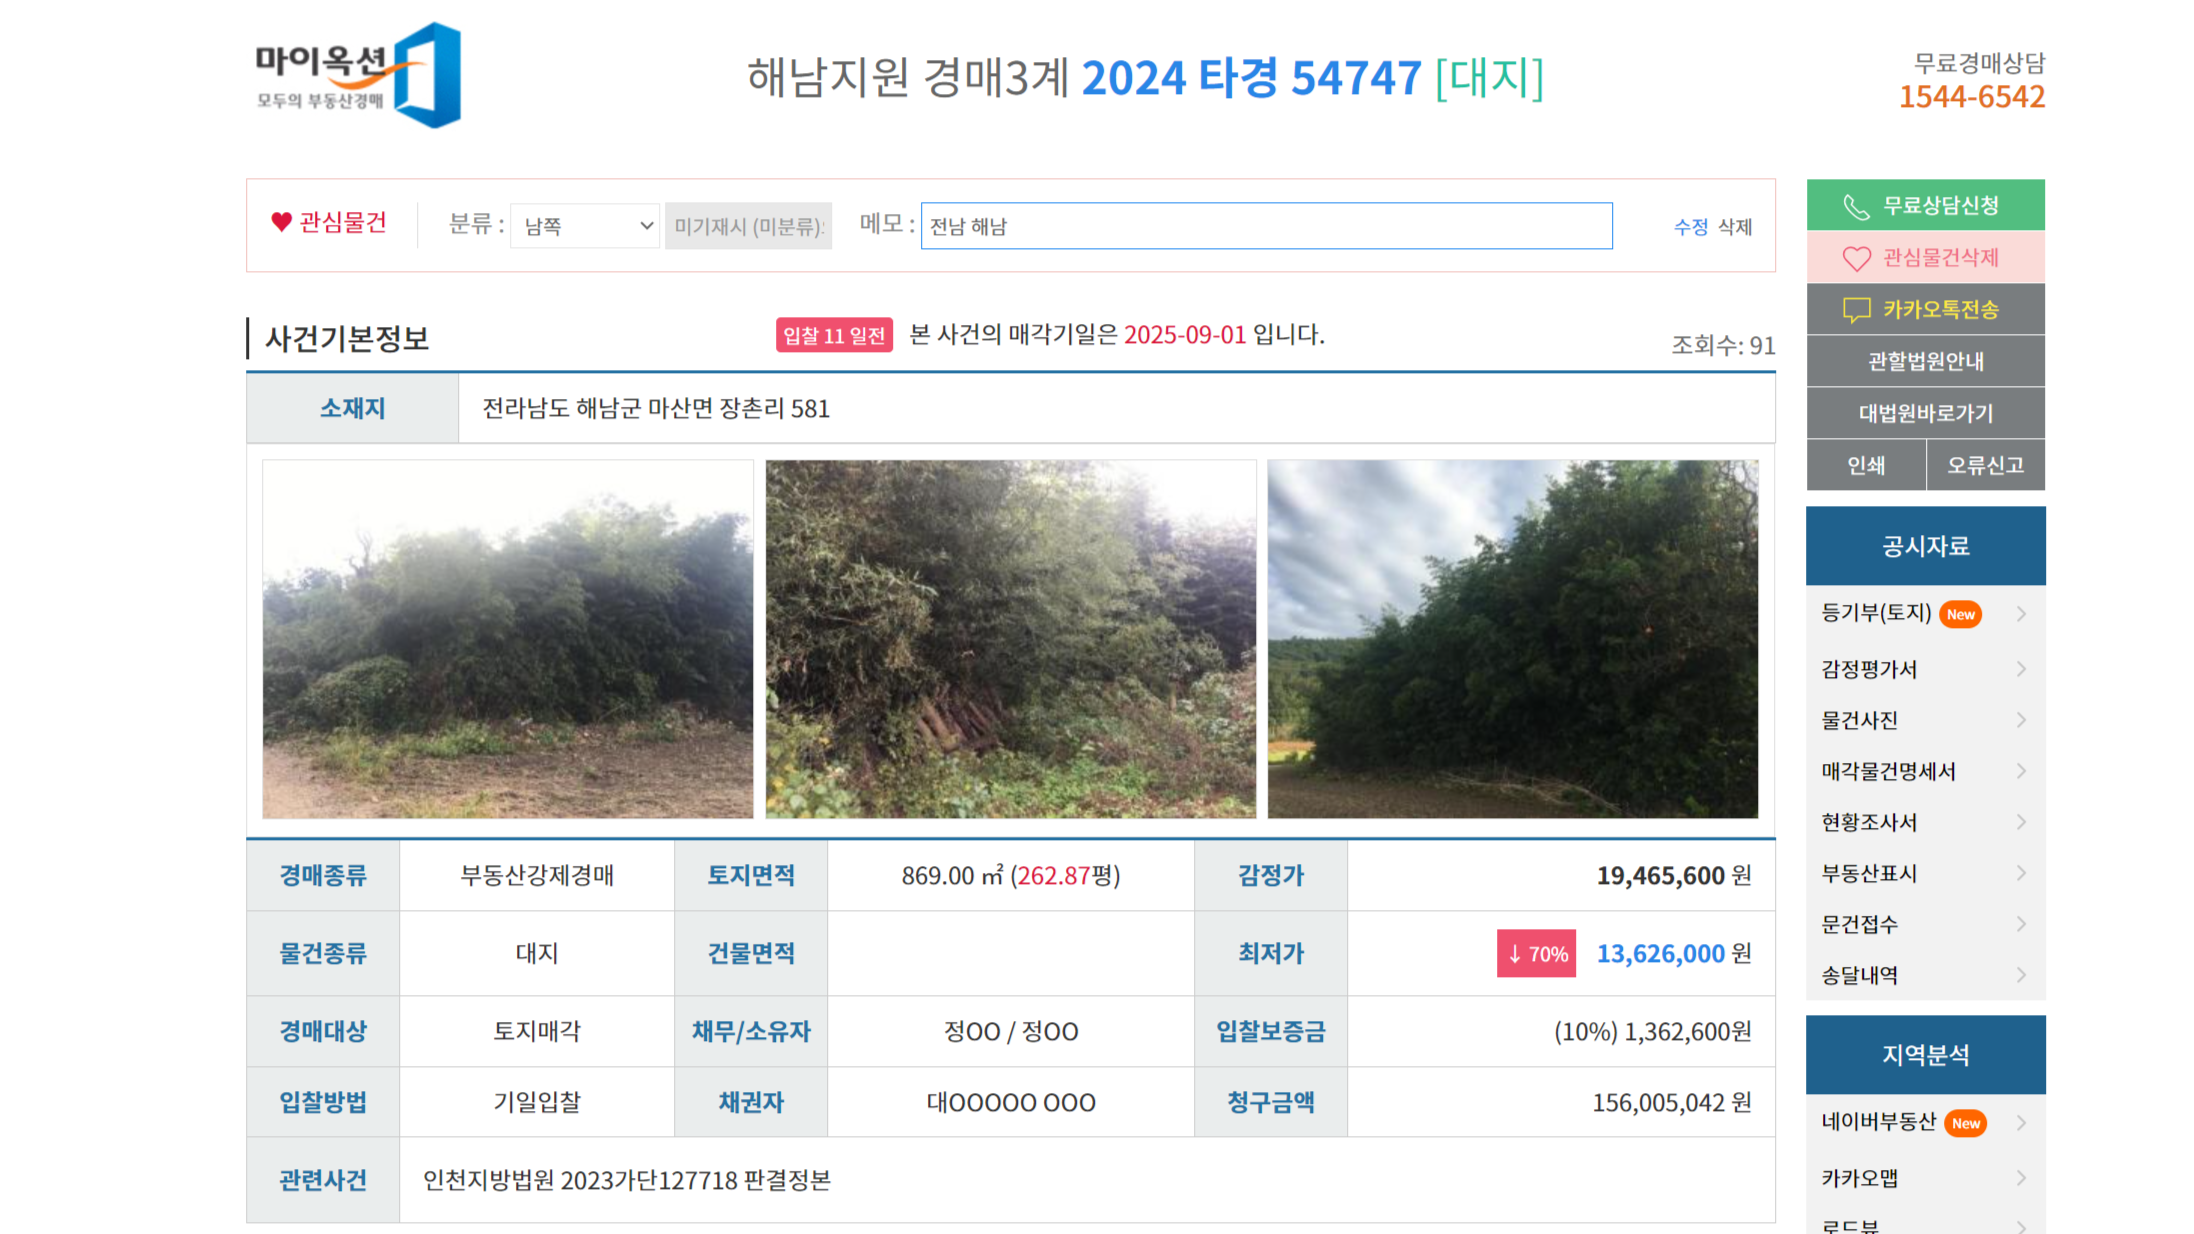 마이옥션
모두의 부동산경매
해남지원 경매3계 2024 타경 54747 [대지]
무료경매상담
1544-6542
관심물건 분류 : 남쪽 미기재시 (미분류) 메모 : 전남 해남 수정 삭제
무료상담신청
관심물건삭제
카카오톡전송
관할법원안내
대법원바로가기
인쇄 오류신고
사건기본정보 입찰 11 일전 본 사건의 매각기일은 2025-09-01 입니다. 조회수: 91
소재지 전라남도 해남군 마산면 장촌리 581
경매종류 부동산강제경매 토지면적 869.00 ㎡ (262.87평) 감정가 19,465,600 원
물건종류 대지 건물면적 최저가 ↓ 70% 13,626,000 원
경매대상 토지매각 채무/소유자 정OO / 정OO 입찰보증금 (10%) 1,362,600원
입찰방법 기일입찰 채권자 대OOOOO OOO 청구금액 156,005,042 원
관련사건 인천지방법원 2023가단127718 판결정본
공시자료
등기부(토지) New
감정평가서
물건사진
매각물건명세서
현황조사서
부동산표시
문건접수
송달내역
지역분석
네이버부동산 New
카카오맵
로드뷰